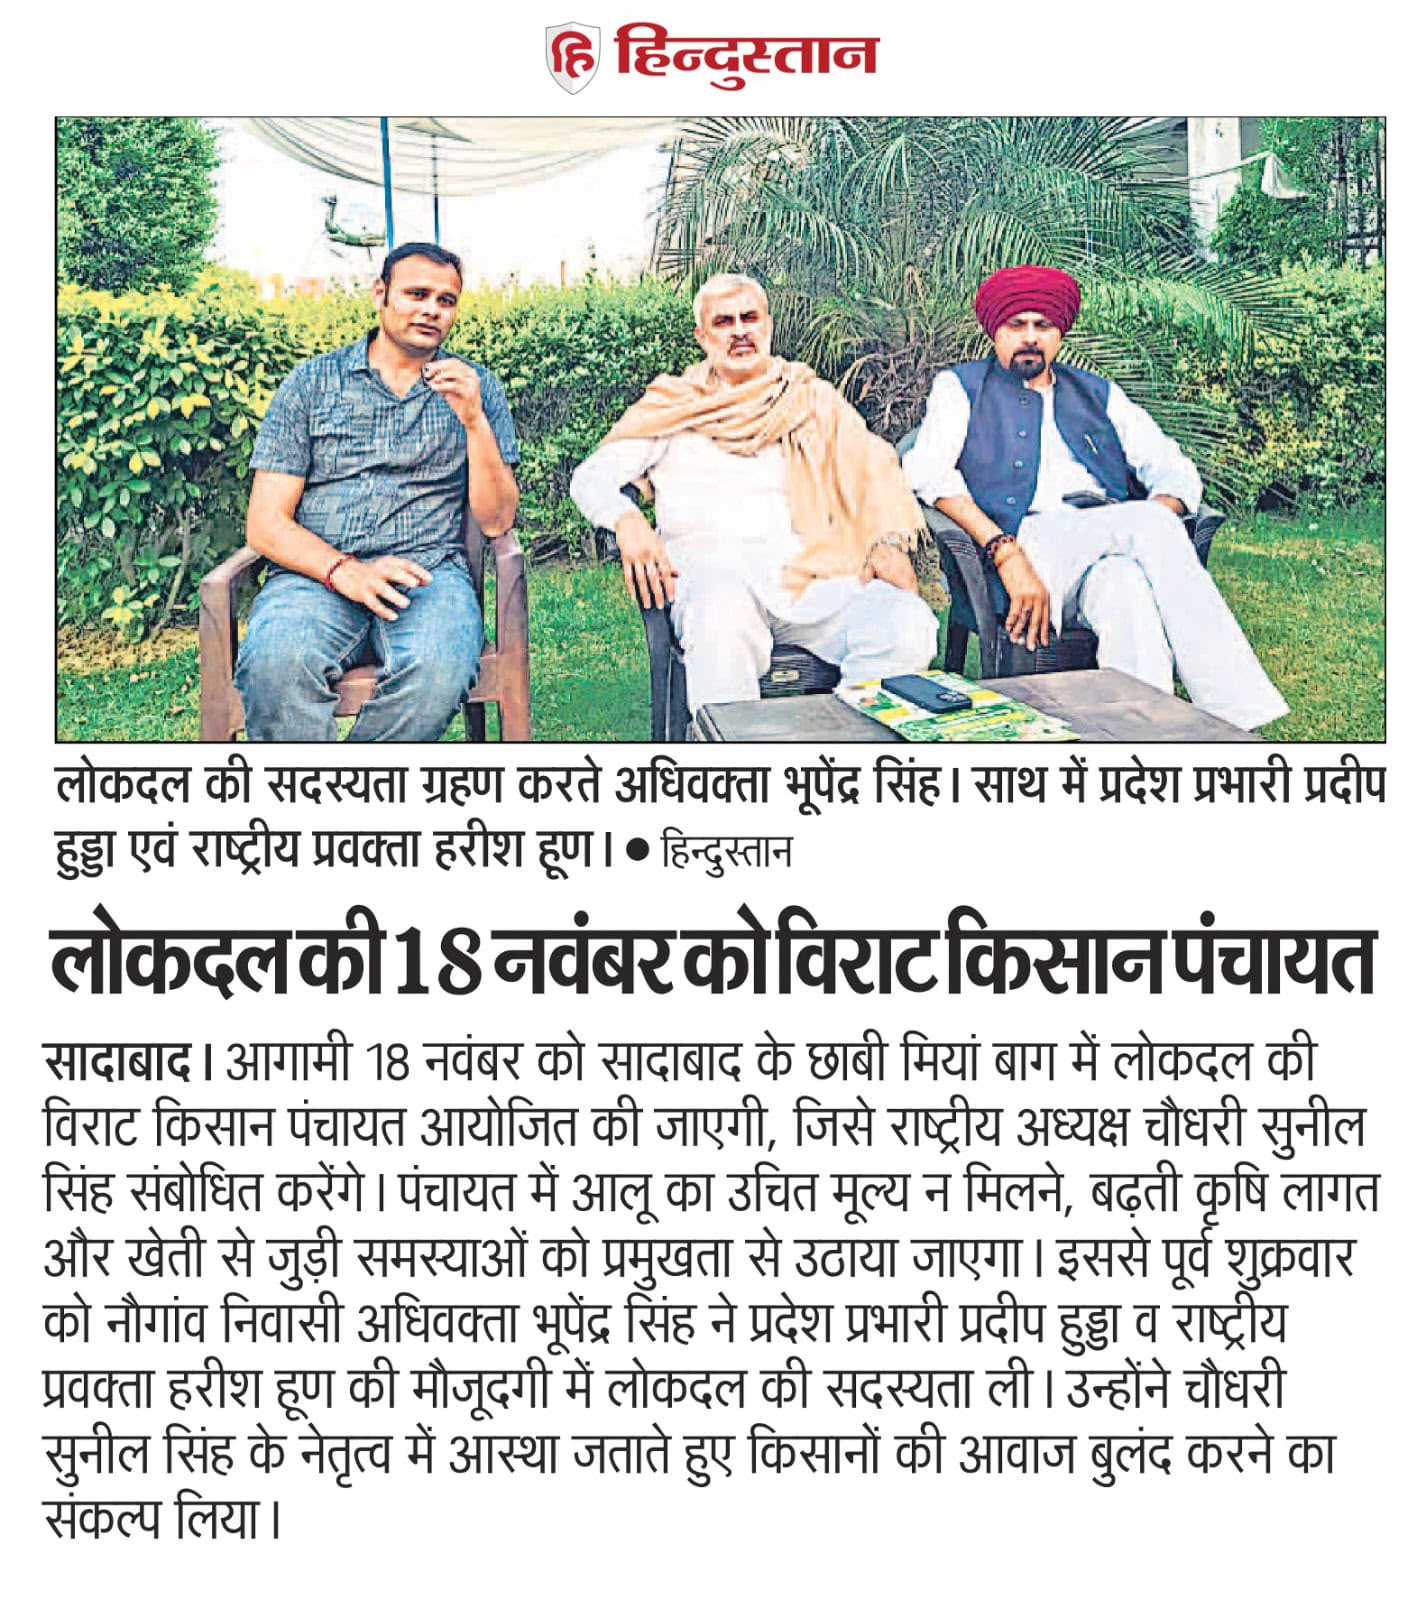 हि हिन्दुस्तान
लोकदल की सदस्यता ग्रहण करते अधिवक्ता भूपेंद्र सिंह। साथ में प्रदेश प्रभारी प्रदीप
हुड्डा एवं राष्ट्रीय प्रवक्ता हरीश हूण। ● हिन्दुस्तान
लोकदल की 18 नवंबर को विराट किसान पंचायत
सादाबाद। आगामी 18 नवंबर को सादाबाद के छाबी मियां बाग में लोकदल की
विराट किसान पंचायत आयोजित की जाएगी, जिसे राष्ट्रीय अध्यक्ष चौधरी सुनील
सिंह संबोधित करेंगे। पंचायत में आलू का उचित मूल्य न मिलने, बढ़ती कृषि लागत
और खेती से जुड़ी समस्याओं को प्रमुखता से उठाया जाएगा। इससे पूर्व शुक्रवार
को नौगांव निवासी अधिवक्ता भूपेंद्र सिंह ने प्रदेश प्रभारी प्रदीप हुड्डा व राष्ट्रीय
प्रवक्ता हरीश हूण की मौजूदगी में लोकदल की सदस्यता ली। उन्होंने चौधरी
सुनील सिंह के नेतृत्व में आस्था जताते हुए किसानों की आवाज बुलंद करने का
संकल्प लिया।